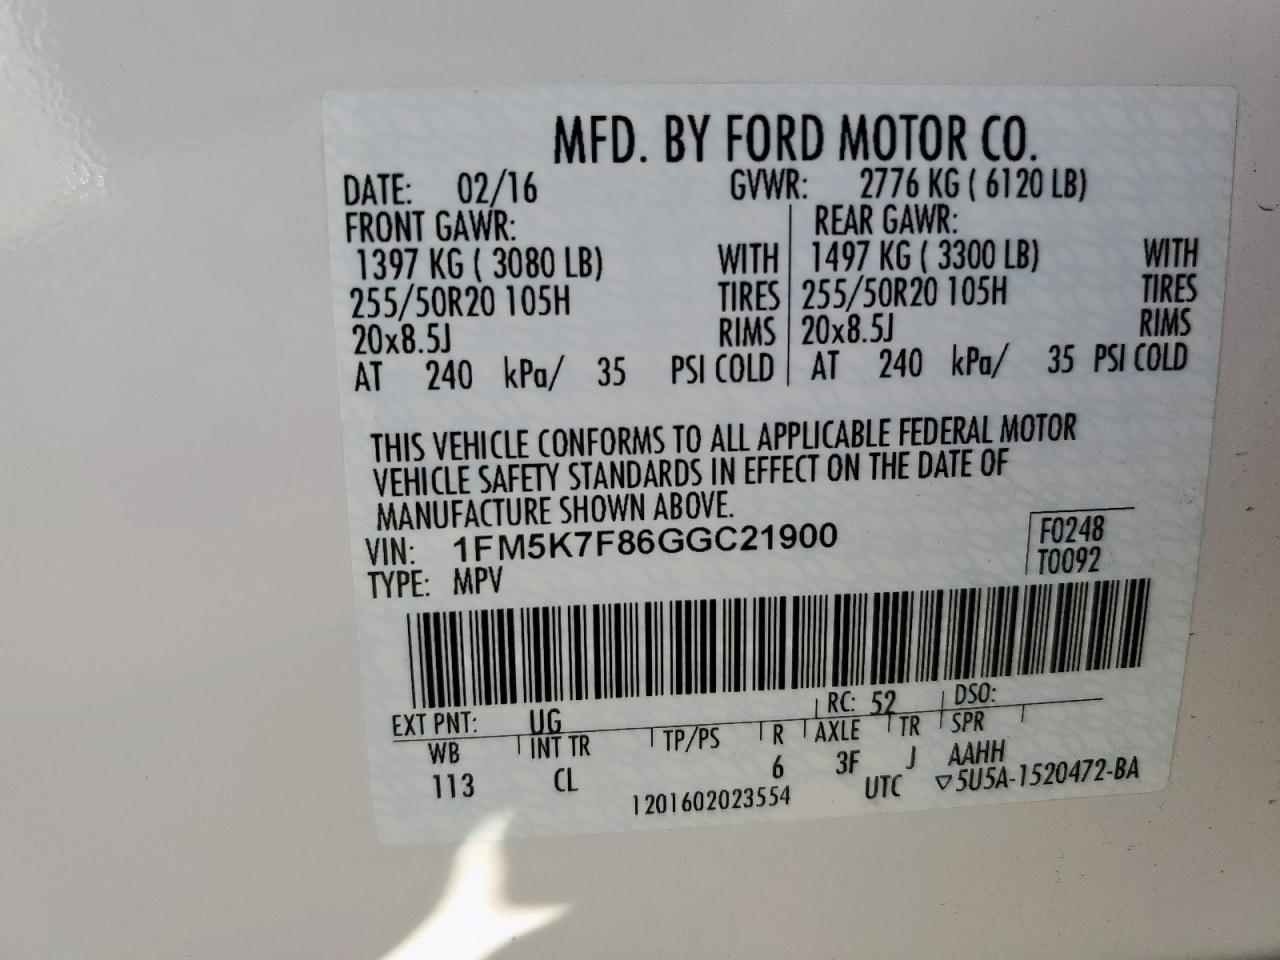 MFD. BY FORD MOTOR CO.
DATE: 02/16 GVWR: 2776 KG ( 6120 LB)
FRONT GAWR: REAR GAWR:
1397 KG ( 3080 LB) WITH 1497 KG ( 3300 LB) WITH
255/50R20 105H TIRES 255/50R20 105H TIRES
20x8.5J RIMS 20x8.5J RIMS
AT 240 kPa/ 35 PSI COLD AT 240 kPa/ 35 PSI COLD
THIS VEHICLE CONFORMS TO ALL APPLICABLE FEDERAL MOTOR
VEHICLE SAFETY STANDARDS IN EFFECT ON THE DATE OF
MANUFACTURE SHOWN ABOVE.
VIN: 1FM5K7F86GGC21900 F0248
TYPE: MPV T0092
EXT PNT: UG RC: 52 DSO:
WB INT TR TP/PS R AXLE TR SPR
113 CL 6 3F J AAHH
1201602023554 UTC ▽5U5A-1520472-BA